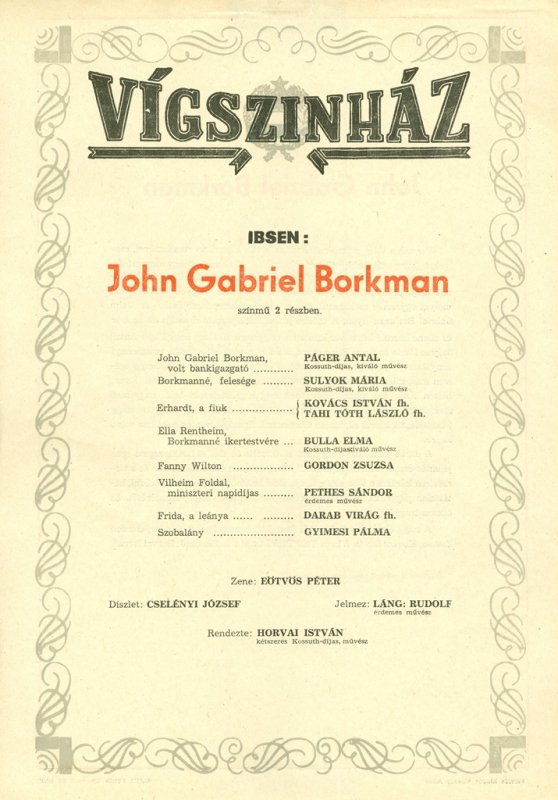 VÍGSZINHÁZ
IBSEN:
John Gabriel Borkman
színmű 2 részben.
John Gabriel Borkman,
volt bankigazgató ............ PÁGER ANTAL
Kossuth-díjas, kiváló művész
Borkmanné, felesége ......... SULYOK MÁRIA
Kossuth-díjas, kiváló művész
Erhardt, a fiuk .................. { KOVÁCS ISTVÁN fh.
TAHI TÓTH LÁSZLÓ fh.
Ella Rentheim,
Borkmanné ikertestvére ... BULLA ELMA
Kossuth-díjaskiváló művész
Fanny Wilton .................. GORDON ZSUZSA
Vilheim Foldal,
miniszteri napidíjas ......... PETHES SÁNDOR
érdemes művész
Frida, a leánya ...... ......... DARAB VIRÁG fh.
Szobalány ........................ GYIMESI PÁLMA
Zene: EÖTVÖS PÉTER
Díszlet: CSELÉNYI JÓZSEF Jelmez: LÁNG: RUDOLF
érdemes művész
Rendezte: HORVAI ISTVÁN
kétszeres Kossuth-díjas, művész